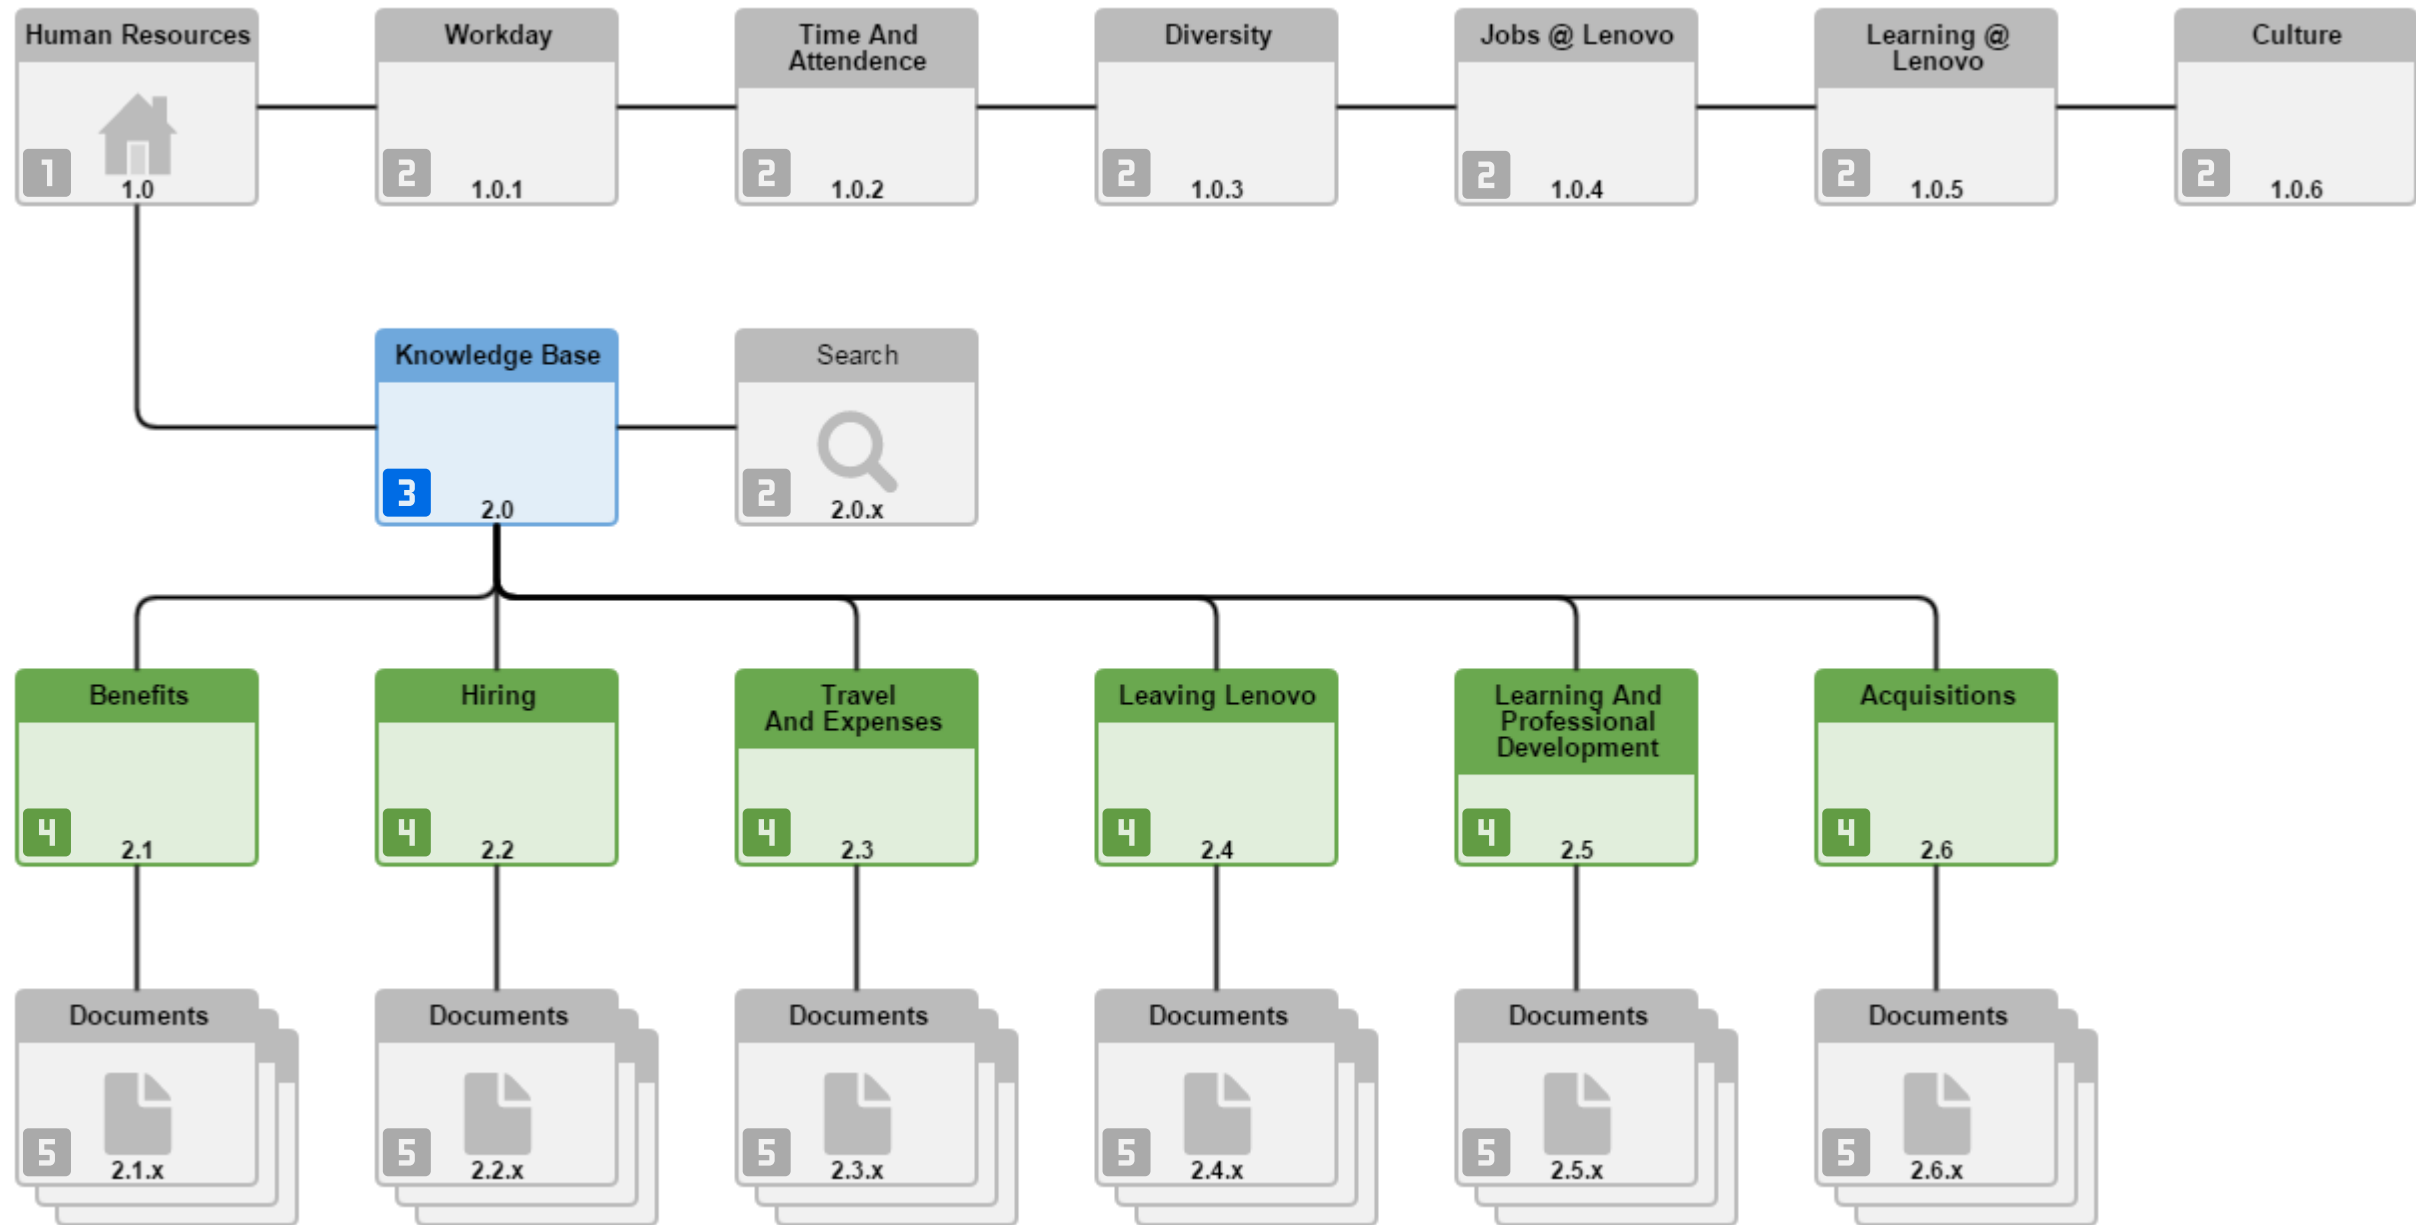 Human Resources
1
1.0
Workday
2
1.0.1
Time And
Attendence
2
1.0.2
Diversity
2
1.0.3
Jobs @ Lenovo
2
1.0.4
Learning @
Lenovo
2
1.0.5
Culture
2
1.0.6
Knowledge Base
3
2.0
Search
2
2.0.x
Benefits
4
2.1
Hiring
4
2.2
Travel
And Expenses
4
2.3
Leaving Lenovo
4
2.4
Learning And
Professional
Development
4
2.5
Acquisitions
4
2.6
Documents
5
2.1.x
Documents
5
2.2.x
Documents
5
2.3.x
Documents
5
2.4.x
Documents
5
2.5.x
Documents
5
2.6.x